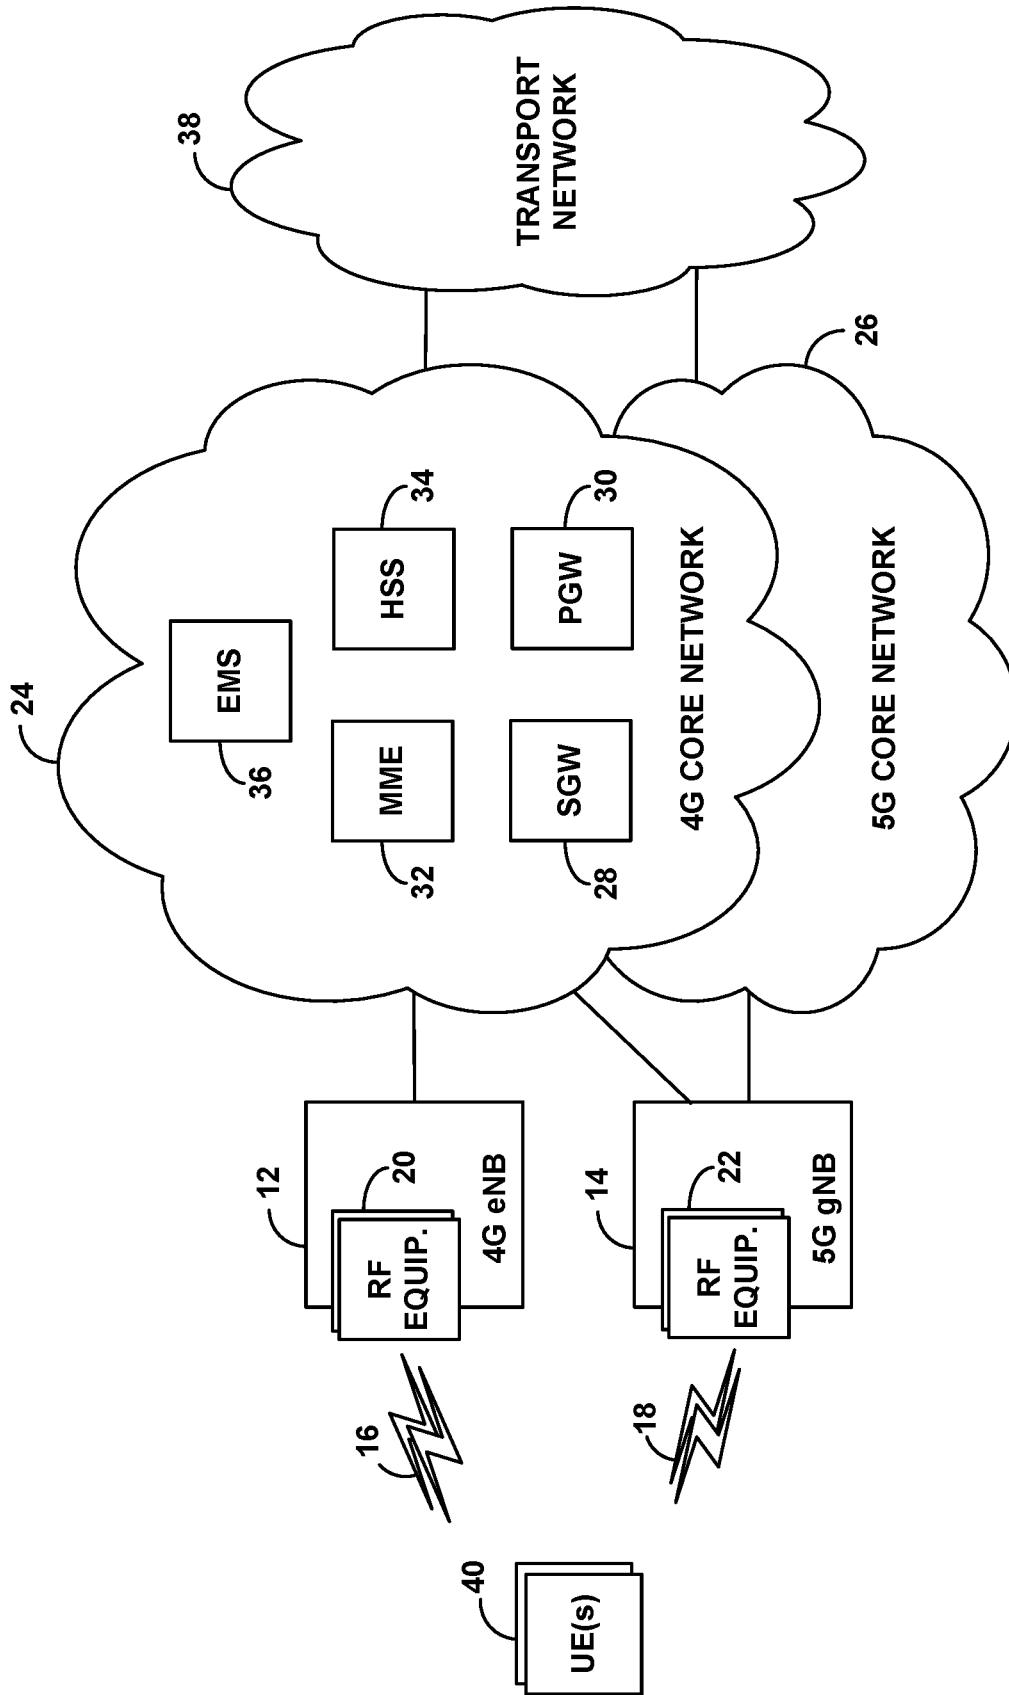 24
36
EMS
38
12
20
RF
EQUIP.
4G eNB
MME
32
HSS
34
TRANSPORT
NETWORK
16
40
UE(s)
SGW
28
PGW
30
4G CORE NETWORK
18
14
22
RF
EQUIP.
5G gNB
26
5G CORE NETWORK